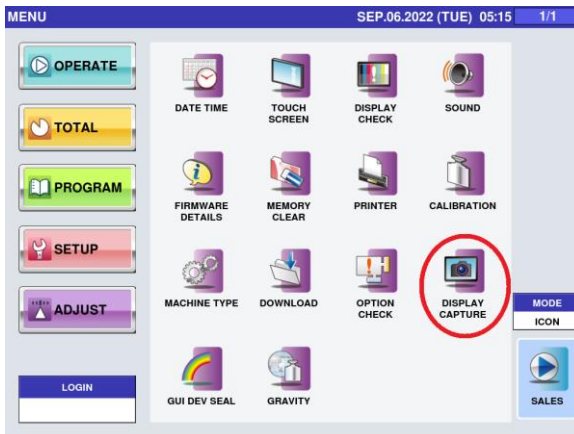 MENU
SEP.06.2022 (TUE) 05:15
1/1
OPERATE
TOTAL
PROGRAM
SETUP
ADJUST
LOGIN
DATE TIME
TOUCH
SCREEN
DISPLAY
CHECK
SOUND
FIRMWARE
DETAILS
MEMORY
CLEAR
PRINTER
CALIBRATION
MACHINE TYPE
DOWNLOAD
OPTION
CHECK
DISPLAY
CAPTURE
GUI DEV SEAL
GRAVITY
MODE
ICON
SALES